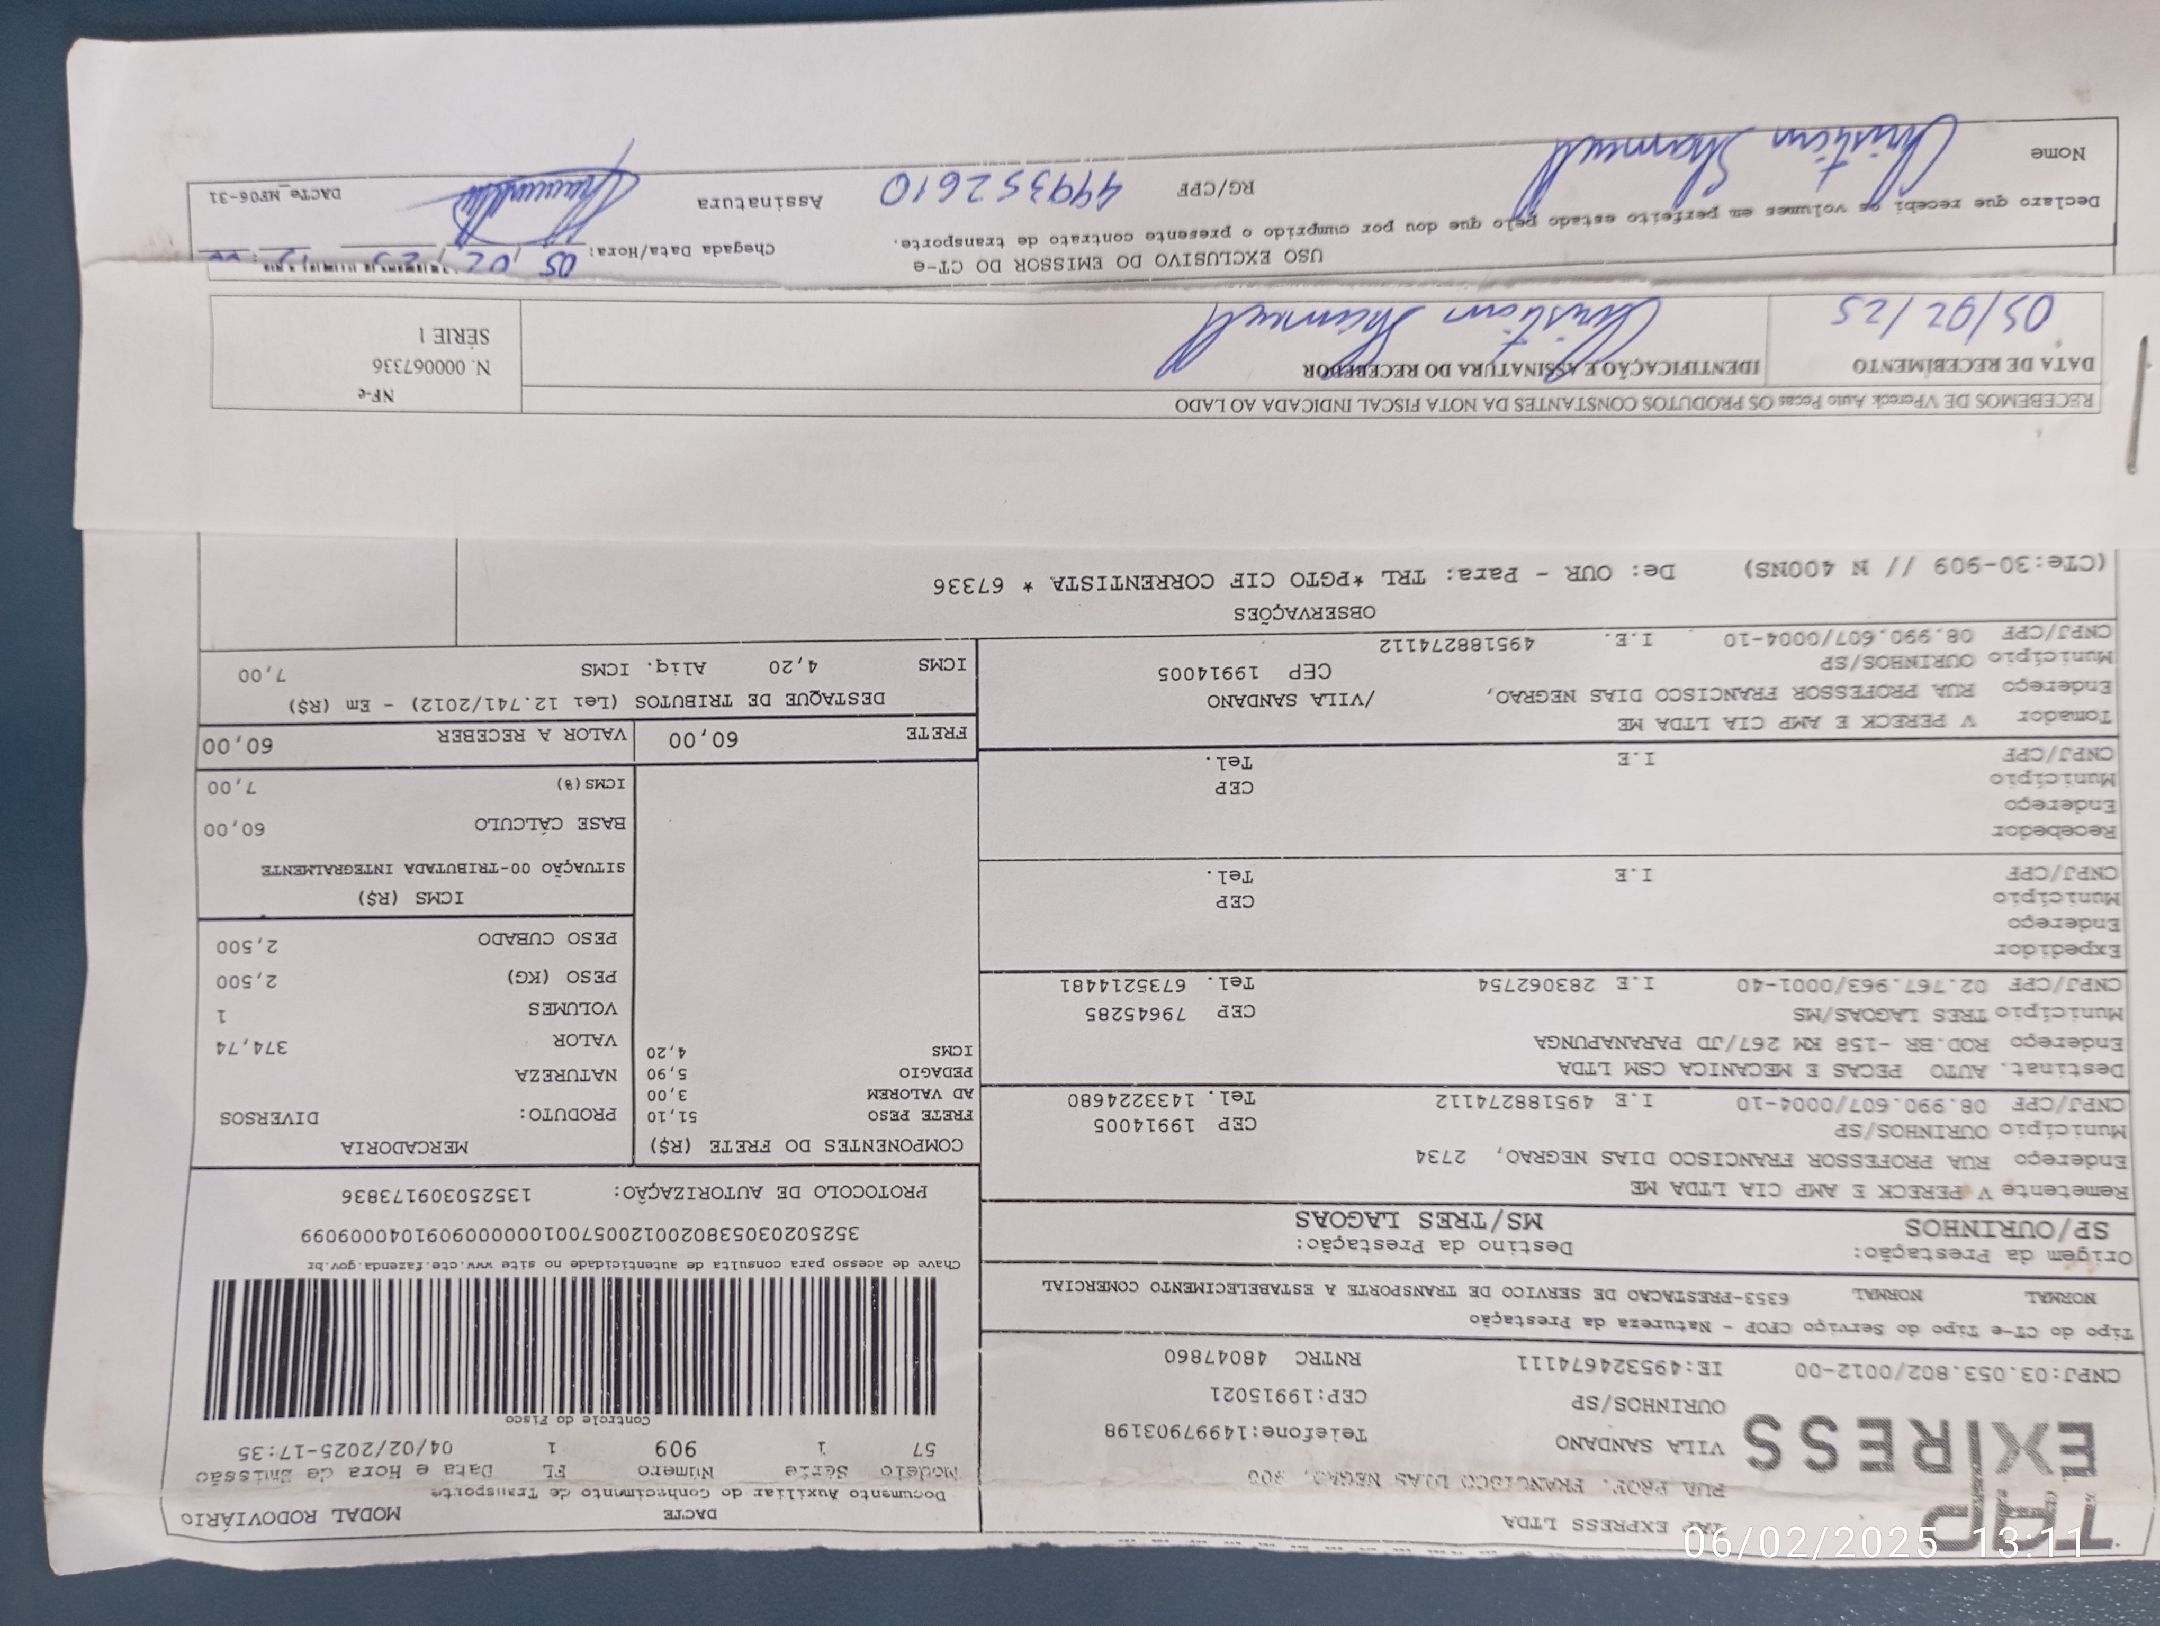 TAP
EXPRESS
TAP EXPRESS LTDA
RUA PROF. FRANCISCO DIAS NEGRAO, 900
VILA SANDANO Telefone:14997903198
OURINHOS/SP CEP:19915021
CNPJ:03.053.802/0012-00 IE:495324674111 RNTRC 48047860
DACTE MODAL RODOVIÁRIO
Documento Auxiliar do Conhecimento de Transporte
Modelo Série Número FL Data e Hora de Emissão
57 1 909 1 04/02/2025-17:35
Controle do Fisco
Chave de acesso para consulta de autenticidade no site www.cte.fazenda.gov.br
PROTOCOLO DE AUTORIZAÇÃO: 135250309173836
Tipo do CT-e Tipo do Serviço CFOP - Natureza da Prestação
NORMAL NORMAL 6353-PRESTACAO DE SERVICO DE TRANSPORTE A ESTABELECIMENTO COMERCIAL
Origem da Prestação: Destino da Prestação:
SP/OURINHOS MS/TRES LAGOAS
Remetente V PERECK E AMP CIA LTDA ME
Endereço RUA PROFESSOR FRANCISCO DIAS NEGRAO, 2734
Município OURINHOS/SP CEP 19914005
CNPJ/CPF 08.990.607/0004-10 I.E 495188274112 Tel. 1433224680
Destinat. AUTO PECAS E MECANICA CSM LTDA
Endereço ROD.BR -158 KM 267/JD PARANAPUNGA
Município TRES LAGOAS/MS CEP 79645285
CNPJ/CPF 02.767.963/0001-40 I.E 283062754 Tel. 6735214481
Expedidor
Endereço
Município CEP
CNPJ/CPF I.E Tel.
Recebedor
Endereço
Município CEP
CNPJ/CPF I.E Tel.
Tomador V PERECK E AMP CIA LTDA ME
Endereço RUA PROFESSOR FRANCISCO DIAS NEGRAO, /VILA SANDANO
Município OURINHOS/SP CEP 19914005
CNPJ/CPF 08.990.607/0004-10 I.E. 495188274112
COMPONENTES DO FRETE (R$)
FRETE PESO 51,10
AD VALOREM 3,00
PEDAGIO 5,90
ICMS 4,20
MERCADORIA
PRODUTO: DIVERSOS
NATUREZA
VALOR 374,74
VOLUMES 1
PESO (KG) 2,500
PESO CUBADO 2,500
ICMS (R$)
SITUAÇÃO 00-TRIBUTADA INTEGRALMENTE
BASE CÁLCULO 60,00
ICMS(%) 7,00
FRETE 60,00 VALOR A RECEBER 60,00
DESTAQUE DE TRIBUTOS (Lei 12.741/2012) - Em (R$)
ICMS 4,20 Aliq. ICMS 7,00
OBSERVAÇÕES
(CTe:30-909 // N 400NS) De: OUR - Para: TRL *PGTO CIF CORRENTISTA * 67336
RECEBEMOS DE VPereck Auto Pecas OS PRODUTOS CONSTANTES DA NOTA FISCAL INDICADA AO LADO
DATA DE RECEBIMENTO IDENTIFICAÇÃO E ASSINATURA DO RECEBEDOR
05/02/25 Christian
NF-e
N. 000067336
SÉRIE 1
USO EXCLUSIVO DO EMISSOR DO CT-e
Declaro que recebi os volumes em perfeito estado pelo que dou por cumprido o presente contrato de transporte.
Chegada Data/Hora: 05, 02, 25
Nome Christian RG/CPF 449352610 Assinatura
DACTe_MF06-31
06/02/2025 13:11